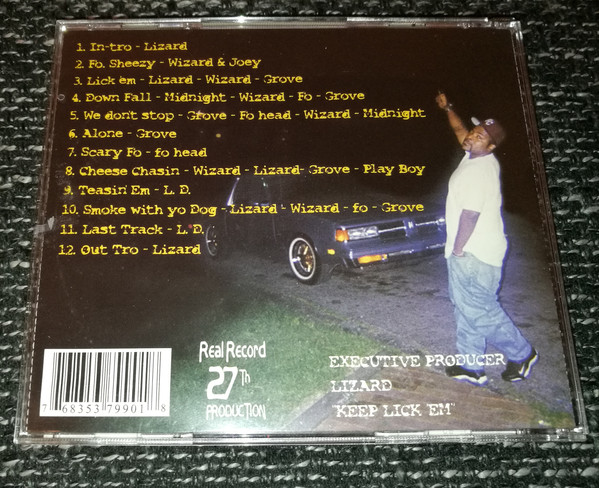 1. In-tro - Lizard
2. Fo. Sheezy - Wizard & Joey
3. Lick em - Lizard - Wizard - Grove
4. Down Fall - Midnight - Wizard - Fo - Grove
5. We dont stop - Grove - Fo head - Wizard - Midnight
6. Alone - Grove
7. Scary Fo - fo head
8. Cheese Chasin - Wizard - Lizard- Grove - Play Boy
9. Teasin' Em - L. D.
10. Smoke with yo Dog - Lizard - Wizard - fo - Grove
11. Last Track - L. D.
12. Out Tro - Lizard
Real Record
27Th
PRODUCTION
EXECUTIVE PRODUCER
LIZARD
"KEEP LICK 'EM"
7 68353 79901 8